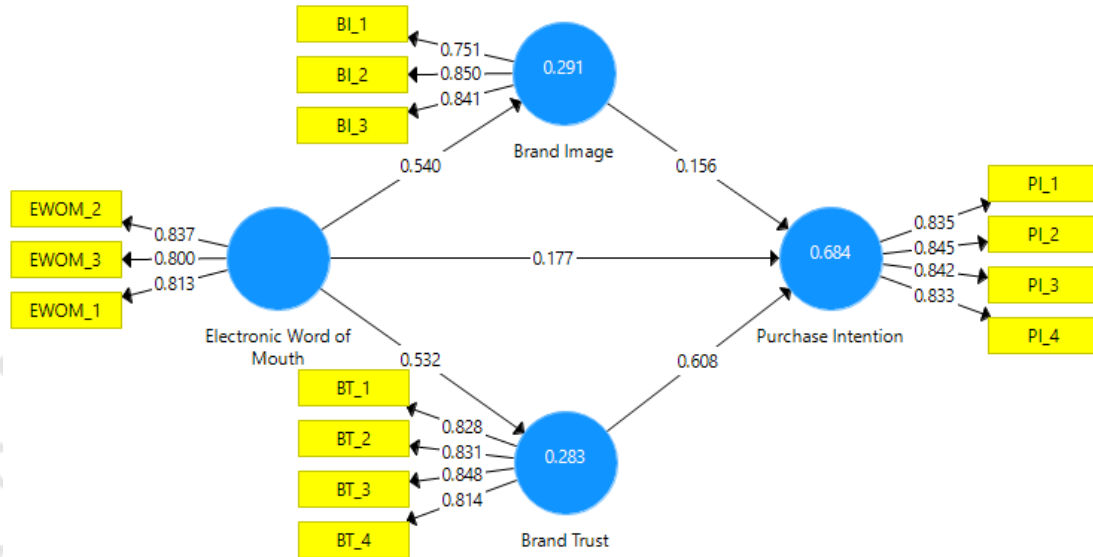 BI_1
0.751
BI_2
0.850
BI_3
0.841
0.291
Brand Image
0.540
0.156
EWOM_2
0.837
EWOM_3
0.800
EWOM_1
0.813
Electronic Word of
Mouth
0.177
0.684
Purchase Intention
PI_1
0.835
PI_2
0.845
PI_3
0.842
PI_4
0.833
0.532
0.608
BT_1
0.828
BT_2
0.831
BT_3
0.848
BT_4
0.814
0.283
Brand Trust